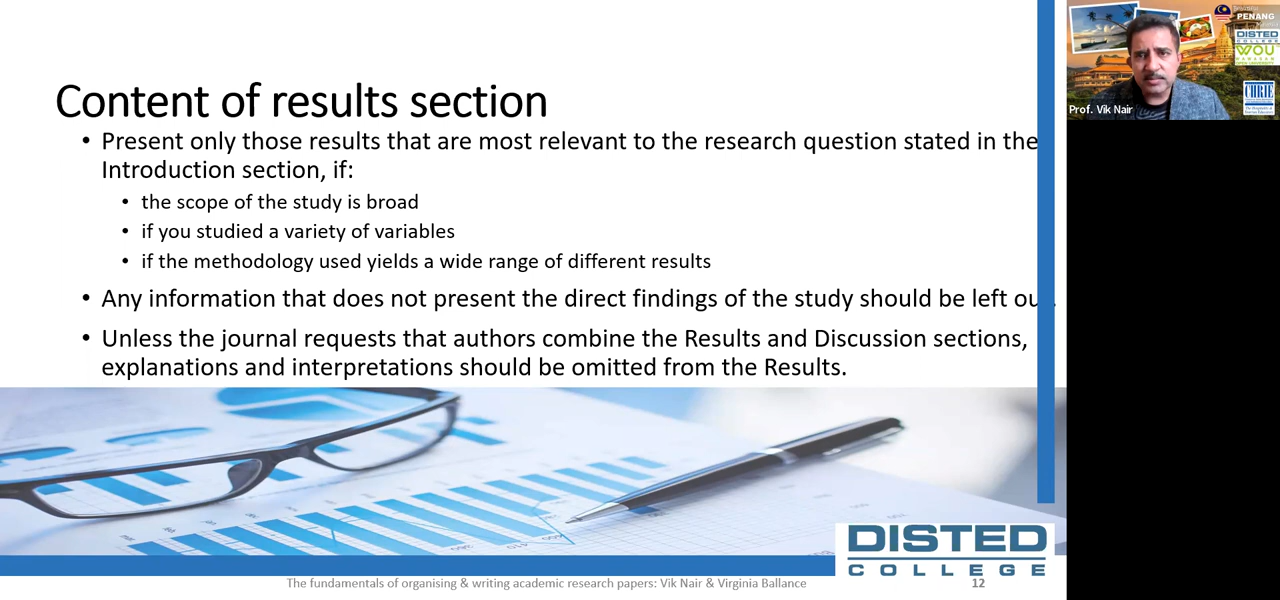 Content of results section
• Present only those results that are most relevant to the research question stated in the
Introduction section, if:
• the scope of the study is broad
• if you studied a variety of variables
• if the methodology used yields a wide range of different results
• Any information that does not present the direct findings of the study should be left out.
• Unless the journal requests that authors combine the Results and Discussion sections,
explanations and interpretations should be omitted from the Results.
DISTED
COLLEGE
The fundamentals of organising & writing academic research papers: Vik Nair & Virginia Ballance
12
PENANG
DISTED
COLLEGE
WOU
CHRIE
Prof. Vik Nair